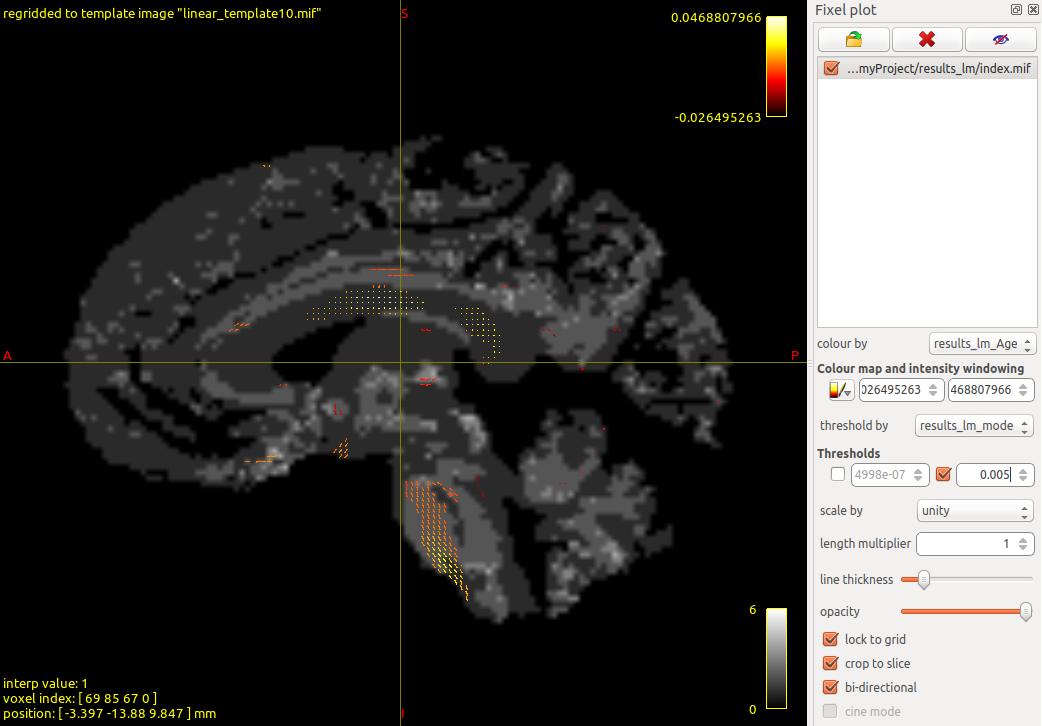 regridded to template image "linear_template10.mif"
S
0.0468807966
-0.026495263
A
P
6
0
interp value: 1
voxel index: [ 69 85 67 0 ]
position: [ -3.397 -13.88 9.847 ] mm
I
Fixel plot
...myProject/results_lm/index.mif
colour by
results_lm_Age
Colour map and intensity windowing
026495263
468807966
threshold by
results_lm_mode
Thresholds
4998e-07
0.005
scale by
unity
length multiplier
1
line thickness
opacity
lock to grid
crop to slice
bi-directional
cine mode